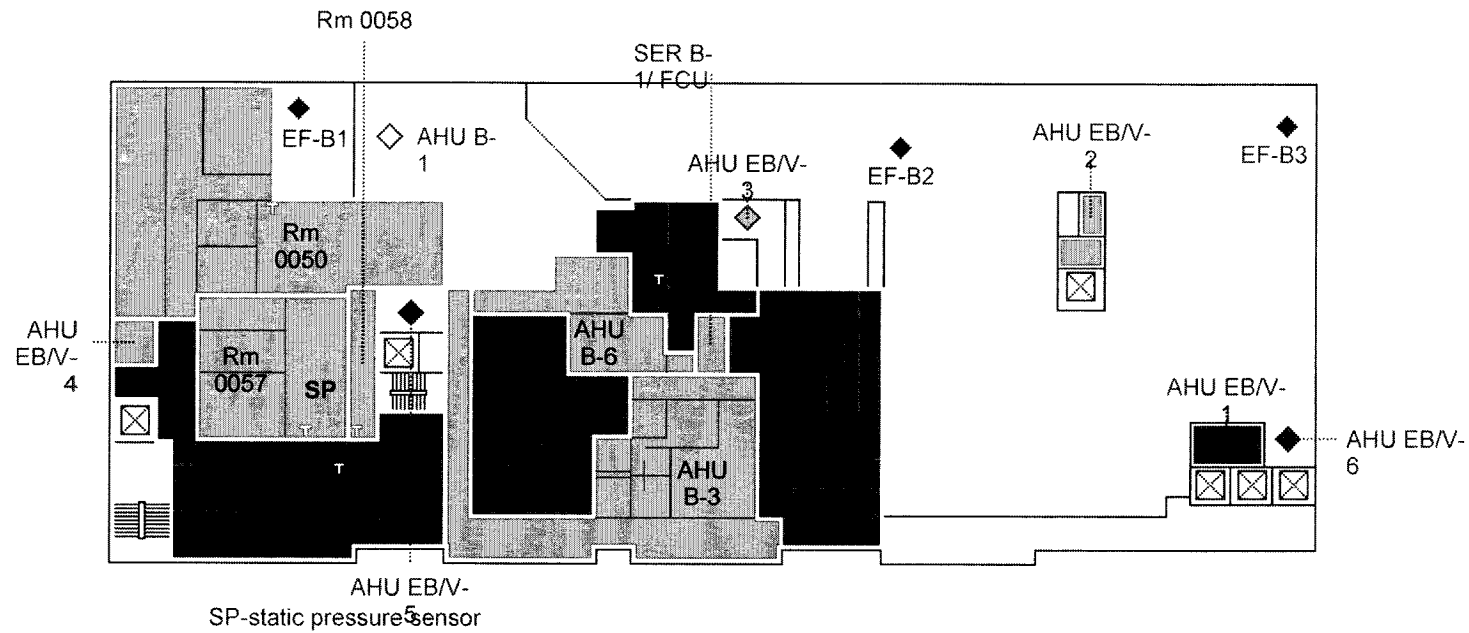 Rm 0058
SER B-
1/ FCU
EF-B1
AHU B-
1
AHU EB/V-
3
EF-B2
AHU EB/V-
2
EF-B3
Rm
0050
T
T
AHU
EB/V-
4
Rm
0057
SP
AHU
B-6
T
T
T
AHU
B-3
AHU EB/V-
1
AHU EB/V-
6
AHU EB/V-
5
SP-static pressure sensor